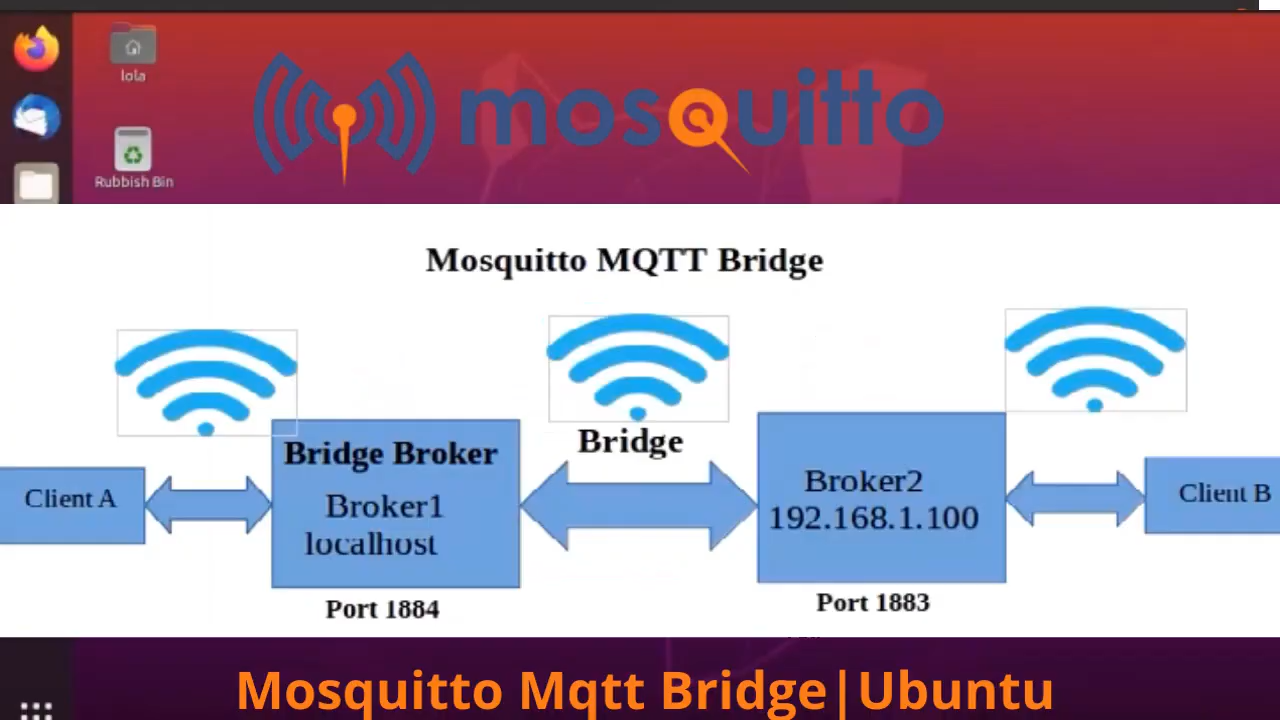 lola
mosquitto
Rubbish Bin
Mosquitto MQTT Bridge
Bridge
Bridge Broker
Broker1
localhost
Broker2
192.168.1.100
Client A
Client B
Port 1884
Port 1883
Mosquitto Mqtt Bridge|Ubuntu